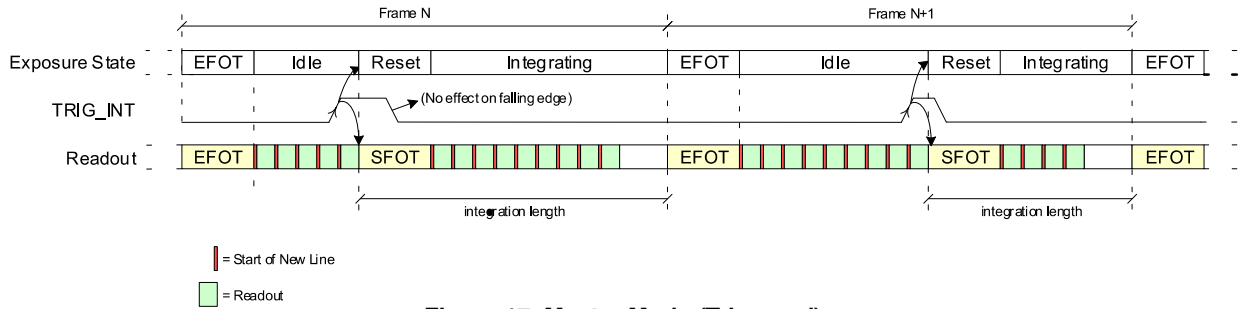 Frame N Frame N+1
Exposure State EFOT Idle Reset Integrating EFOT Idle Reset Integrating EFOT
TRIG_INT (No effect on falling edge)
Readout EFOT SFOT EFOT SFOT EFOT
integration length integration length
= Start of New Line
= Readout